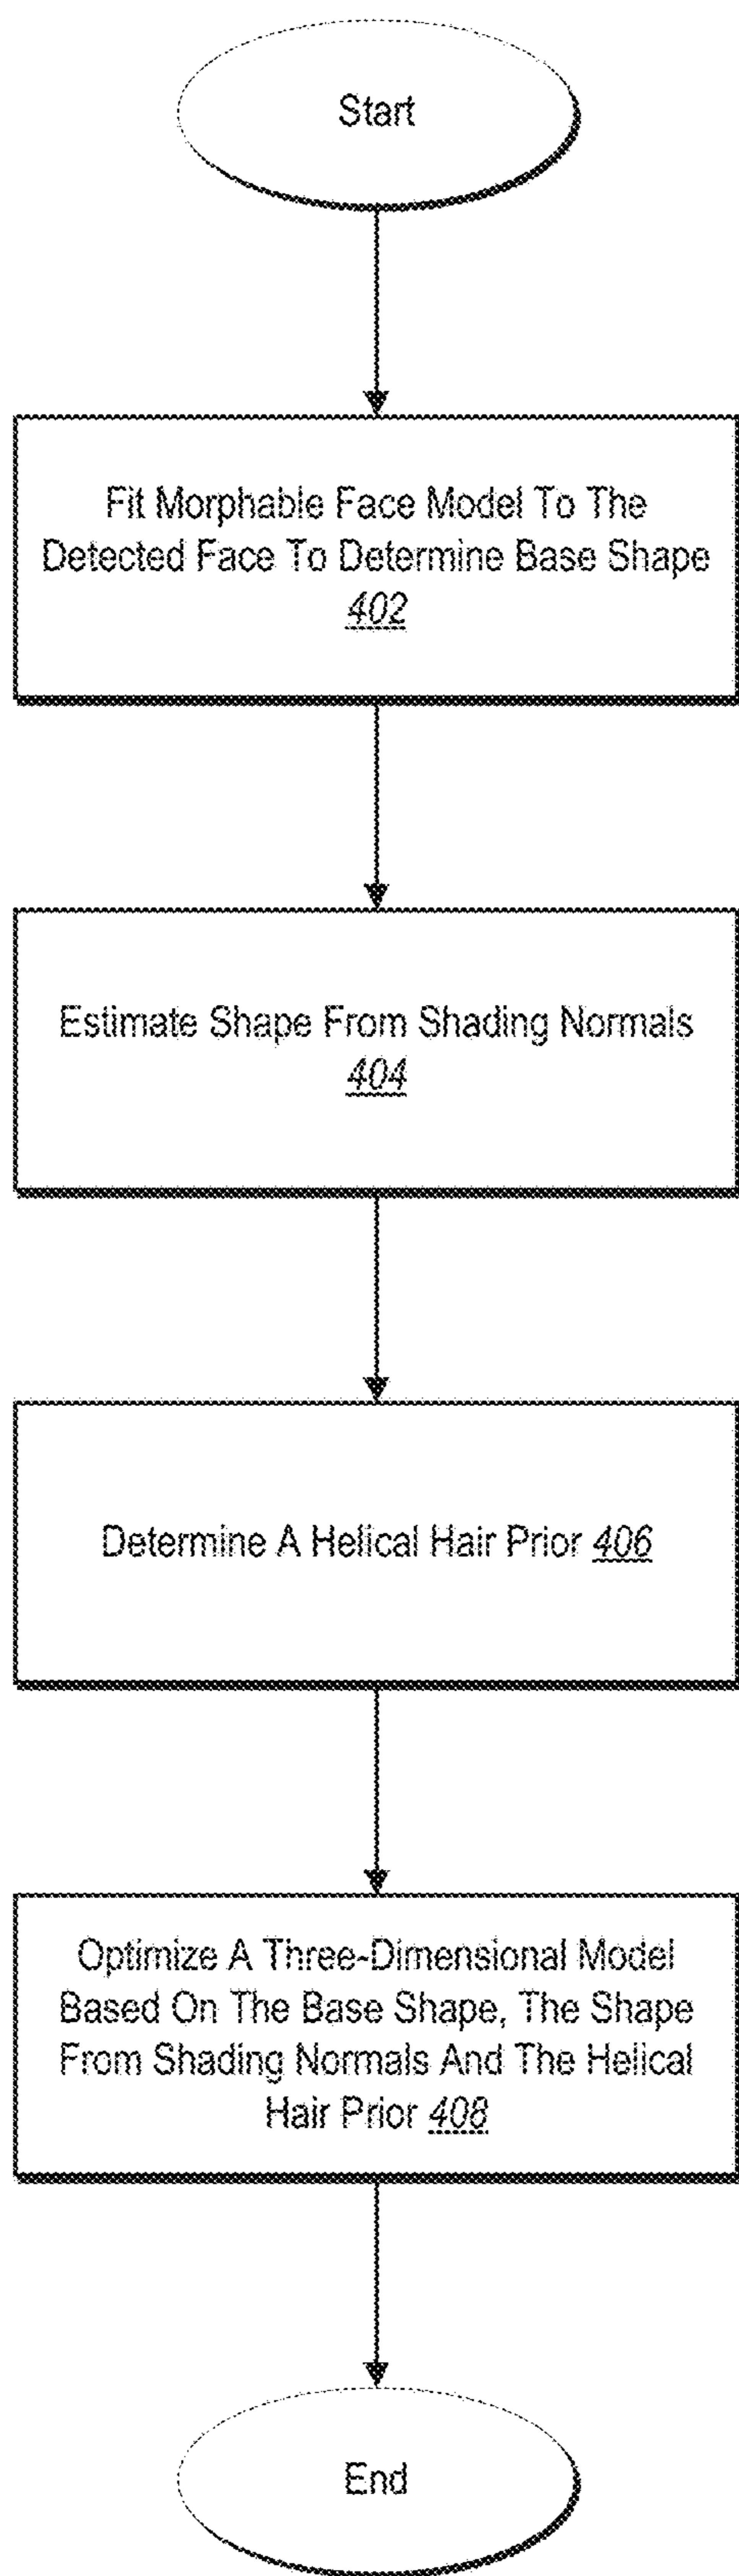 Start
Fit Morphable Face Model To The
Detected Face To Determine Base Shape
402
Estimate Shape From Shading Normals
404
Determine A Helical Hair Prior 406
Optimize A Three-Dimensional Model
Based On The Base Shape, The Shape
From Shading Normals And The Helical
Hair Prior 408
End